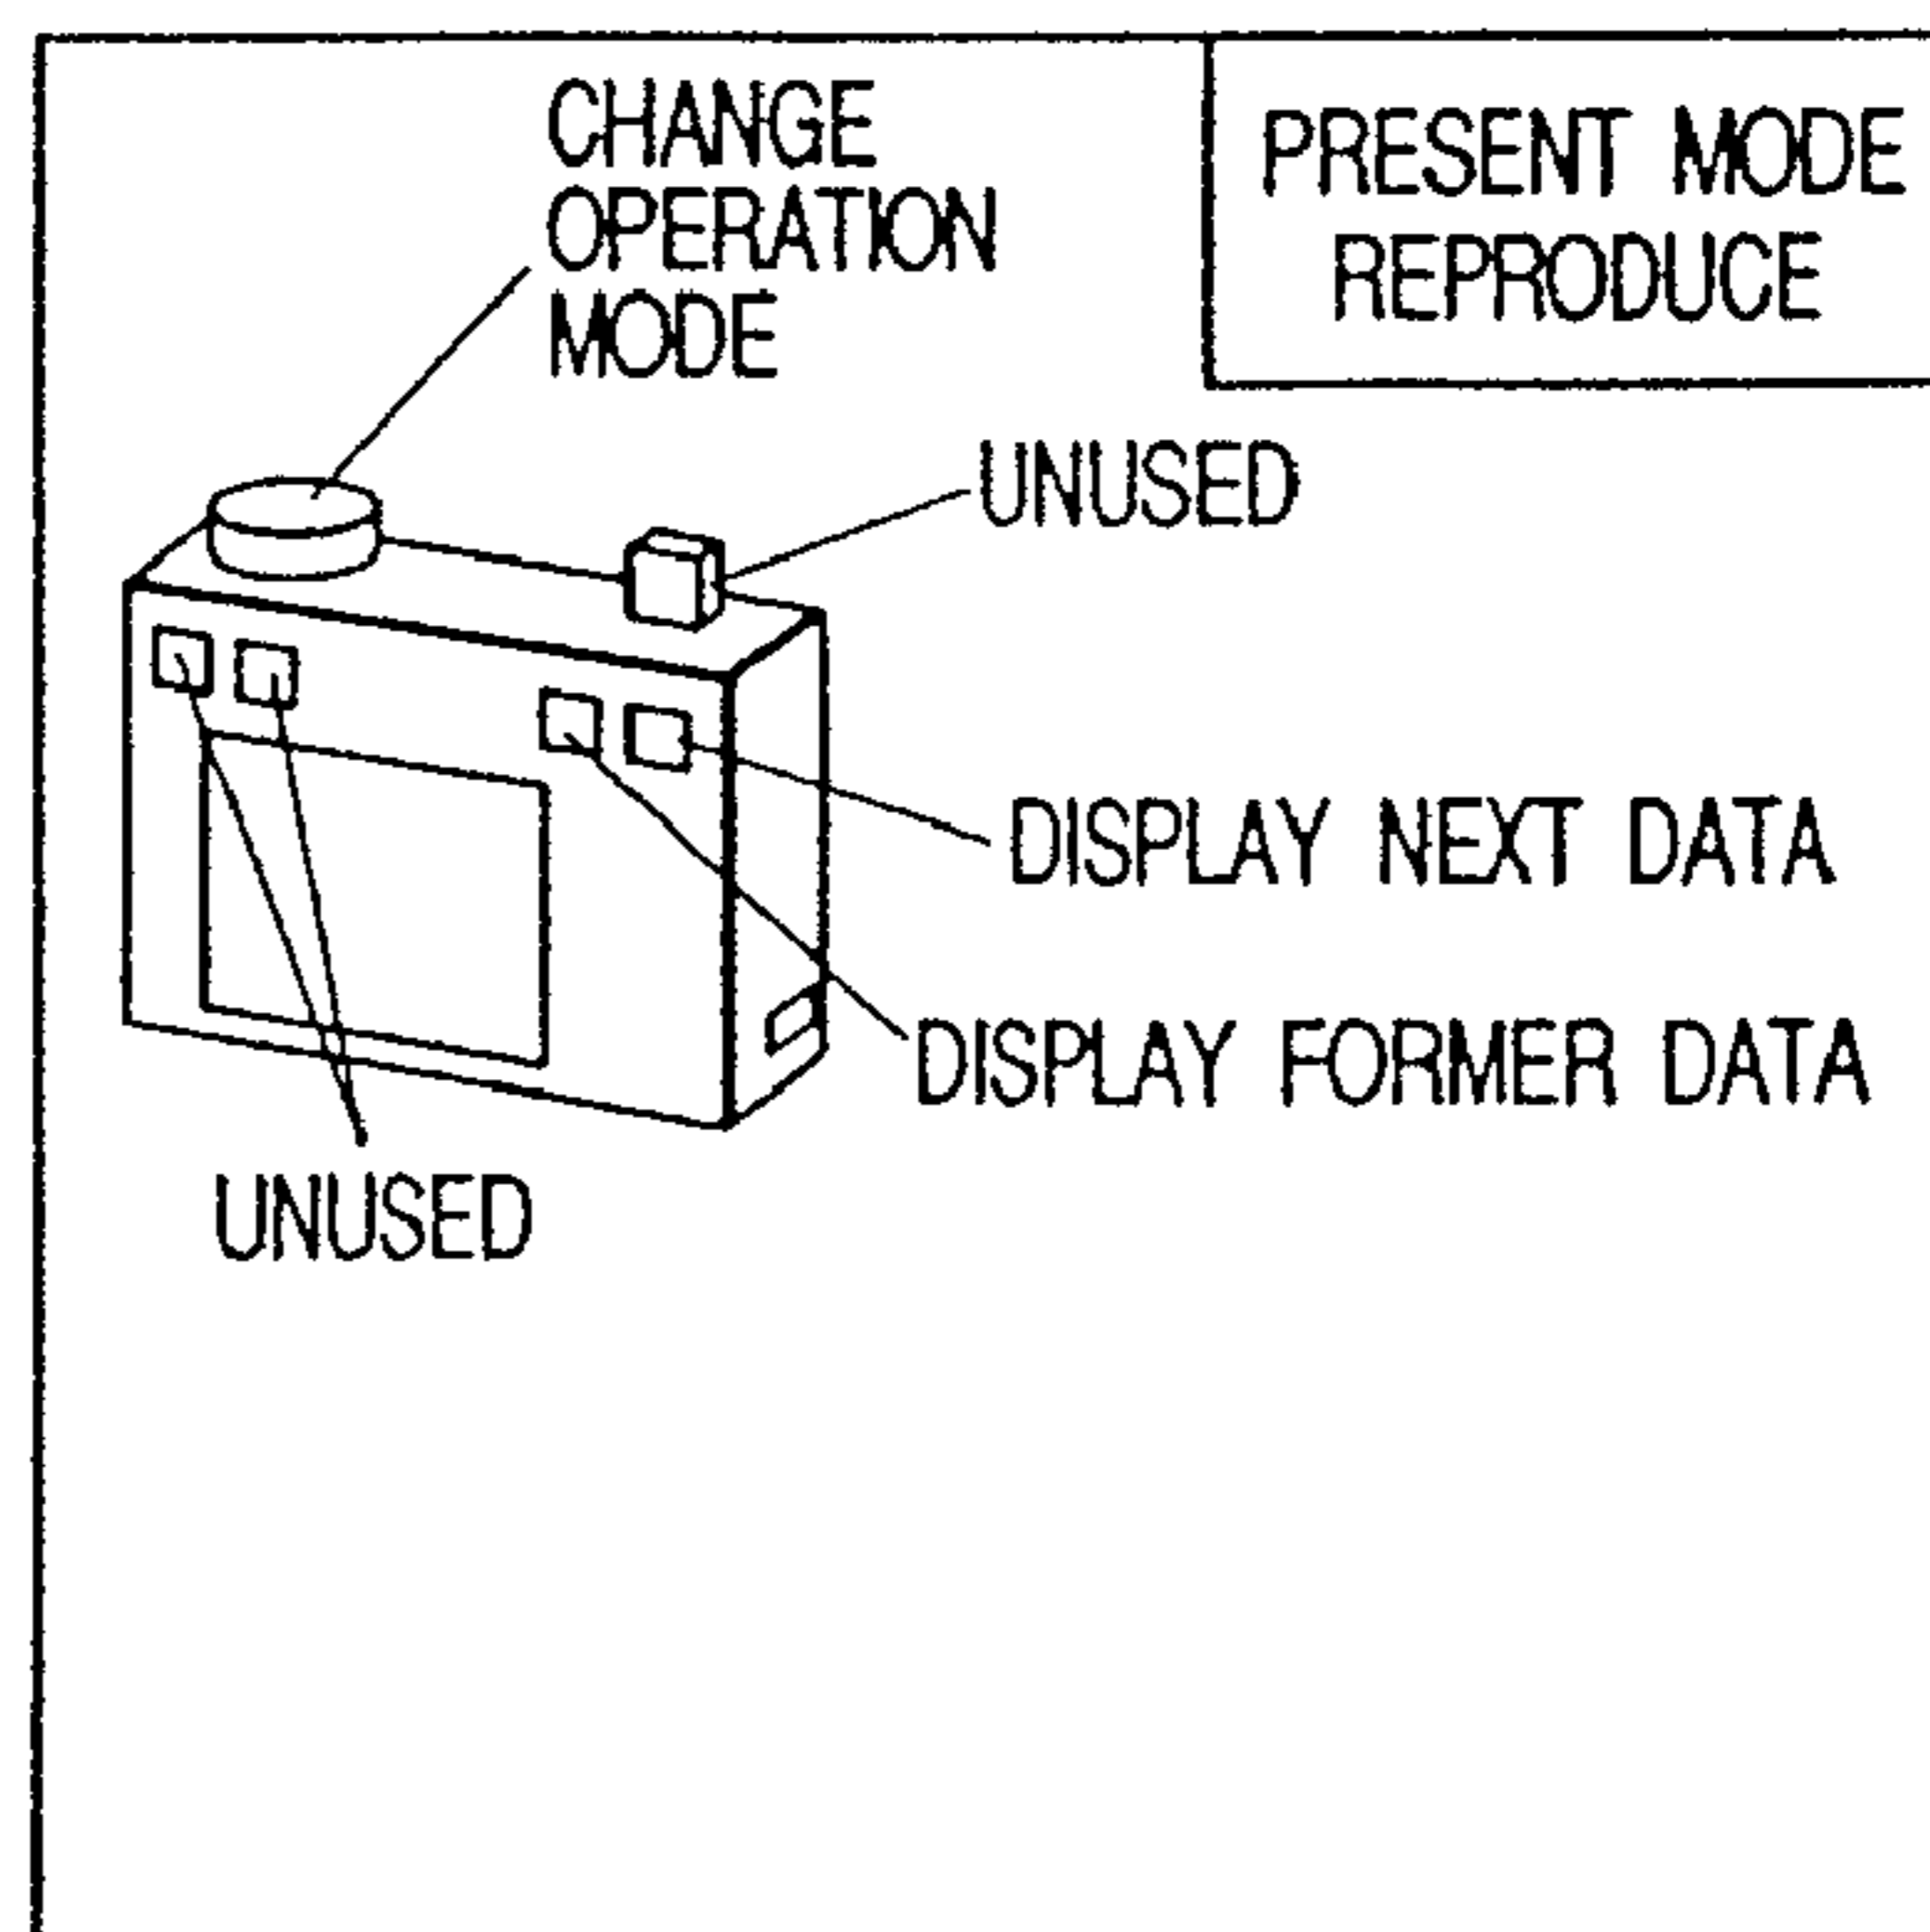 CHANGE
OPERATION
MODE
PRESENT MODE
REPRODUCE
UNUSED
DISPLAY NEXT DATA
DISPLAY FORMER DATA
UNUSED